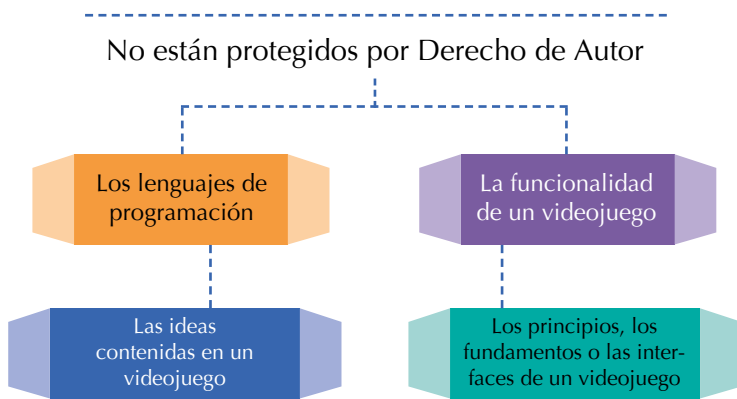 No están protegidos por Derecho de Autor
Los lenguajes de
programación
La funcionalidad
de un videojuego
Las ideas
contenidas en un
videojuego
Los principios, los
fundamentos o las inter-
faces de un videojuego